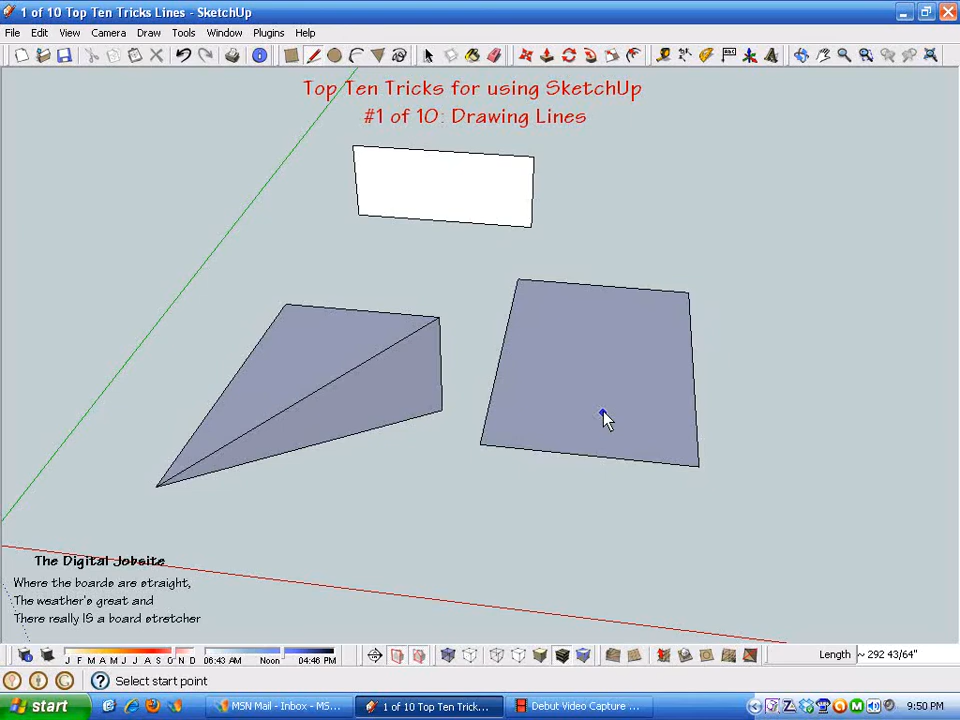 1 of 10 Top Ten Tricks Lines - SketchUp
File Edit View Camera Draw Tools Window Plugins Help
Top Ten Tricks for using SketchUp
#1 of 10: Drawing Lines
The Digital Jobsite
Where the boards are straight,
The weather's great and
There really IS a board stretcher
J F M A M J J A S O N D 06:43 AM Noon 04:46 PM
Length ~ 292 43/64"
Select start point
start MSN Mail - Inbox - MS... 1 of 10 Top Ten Trick... Debut Video Capture ... 9:50 PM